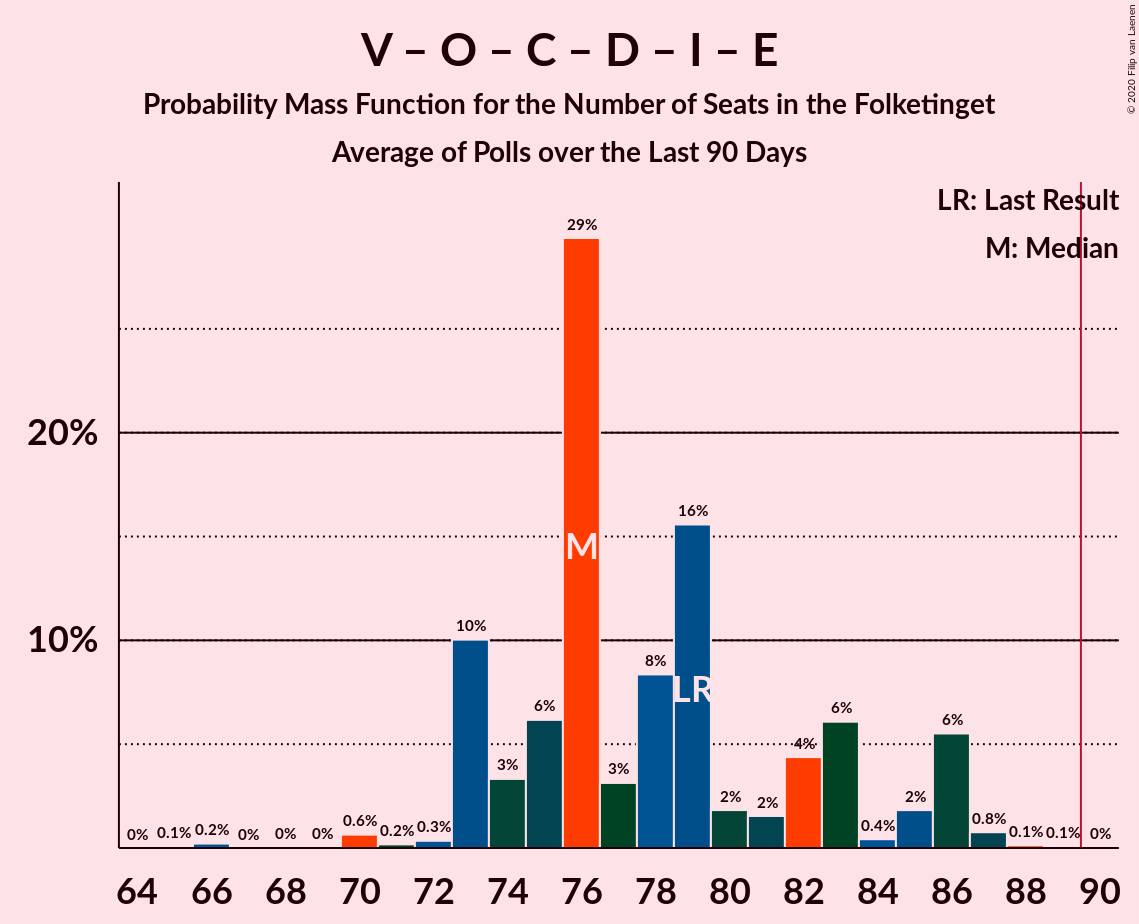 V – O – C – D – I – E
Probability Mass Function for the Number of Seats in the Folketinget
Average of Polls over the Last 90 Days
© 2020 Filip van Laenen
LR: Last Result
M: Median
20%
10%
0% 0.1% 0.2% 0% 0% 0% 0.6% 0.2% 0.3% 10% 3% 6% 29% 3% 8% 16% 2% 2% 4% 6% 0.4% 2% 6% 0.8% 0.1% 0.1% 0%
M
LR
64 66 68 70 72 74 76 78 80 82 84 86 88 90